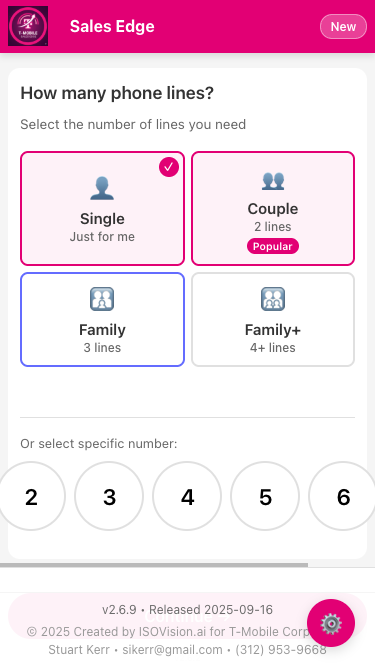 T-MOBILE
Sales Edge
New
How many phone lines?
Select the number of lines you need
Single
Just for me
Couple
2 lines
Popular
Family
3 lines
Family+
4+ lines
Or select specific number:
2
3
4
5
6
Continue
v2.6.9 • Released 2025-09-16
© 2025 Created by ISOVision.ai for T-Mobile Corp
Stuart Kerr • sikerr@gmail.com • (312) 953-9668